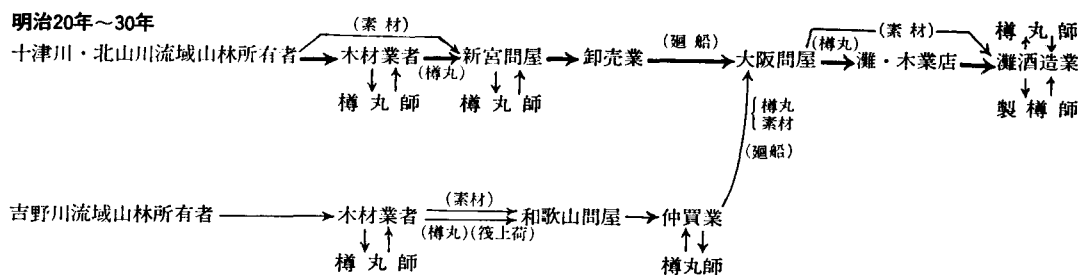 明治20年～30年
(素材)
十津川・北山川流域山林所有者 木材業者 (樽丸) 新宮問屋 卸売業 (廻船) 大阪問屋 (樽丸) (素材) 灘・木業店 灘酒造業
樽丸師
樽丸師 樽丸師
製樽師
樽丸
素材
(廻船)
吉野川流域山林所有者 木材業者 (素材) 和歌山問屋 仲買業
(樽丸)(筏上荷)
樽丸師 樽丸師